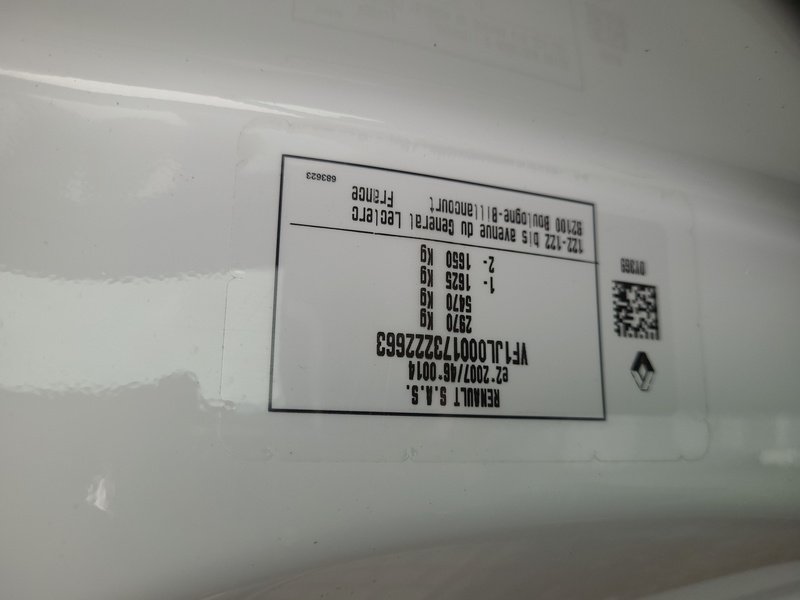 RENAULT S.A.S.
e2*2007/46*0014
VF1JL000173222663
2970 Kg
5470 Kg
1- 1625 Kg
2- 1650 Kg
122-122 bis avenue du General Leclerc
92100 Boulogne-Billancourt France
683623
DY369